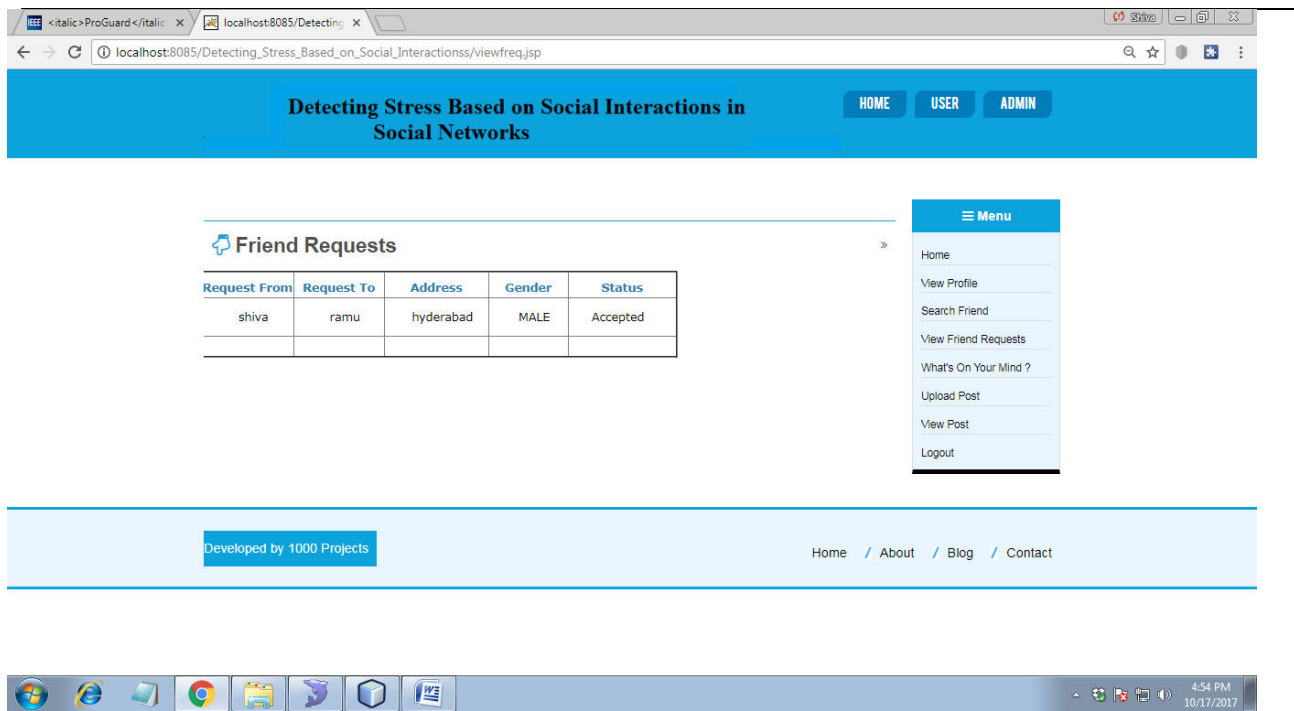 IEEE <italic>ProGuard</italic
localhost:8085/Detecting
Shiva
localhost:8085/Detecting_Stress_Based_on_Social_Interactionss/viewfreq.jsp
Detecting Stress Based on Social Interactions in
Social Networks
HOME USER ADMIN
Menu
Friend Requests »
Request From Request To Address Gender Status
shiva ramu hyderabad MALE Accepted
Home
View Profile
Search Friend
View Friend Requests
What's On Your Mind ?
Upload Post
View Post
Logout
Developed by 1000 Projects
Home / About / Blog / Contact
4:54 PM
10/17/2017